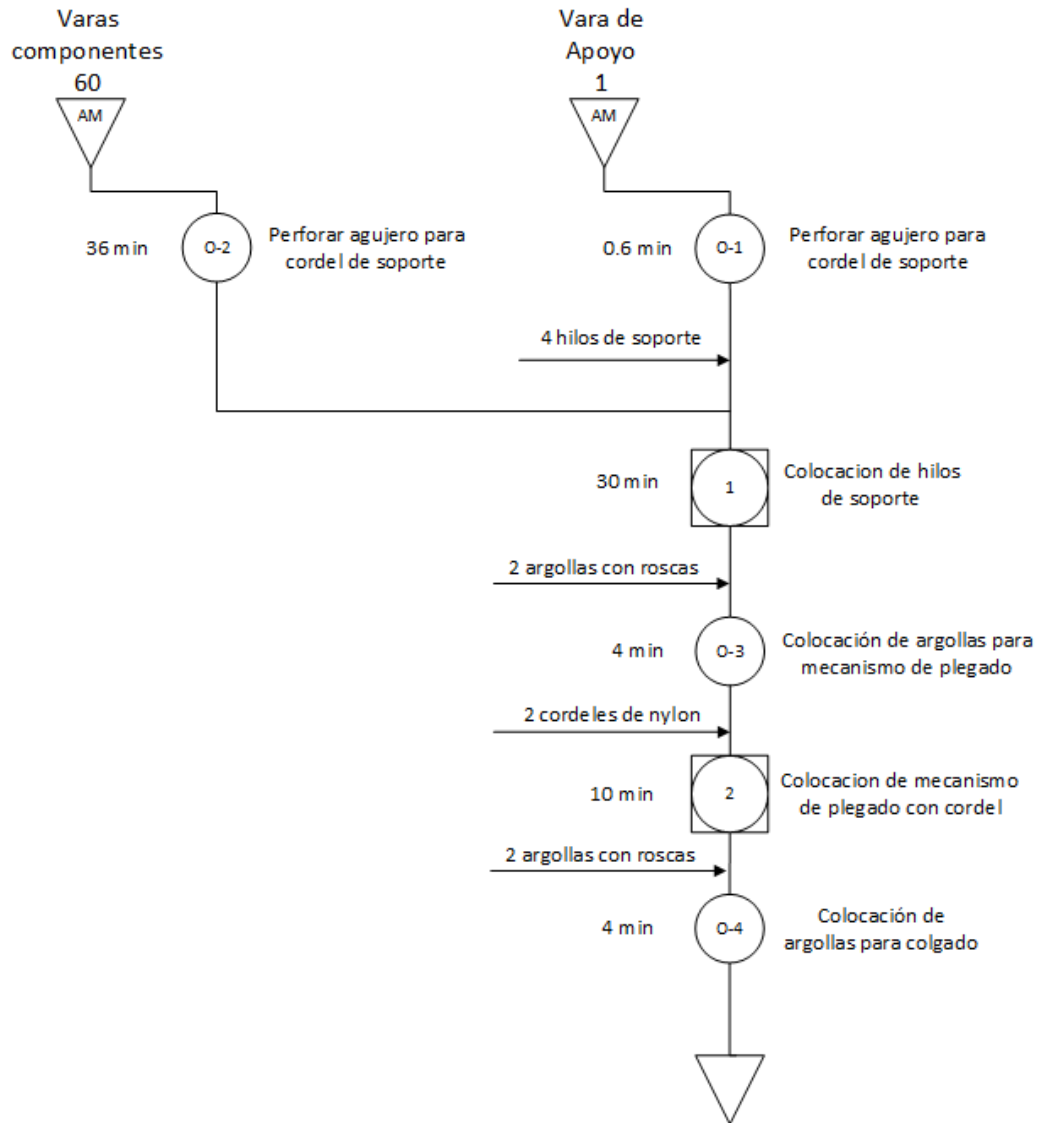 Varas
componentes
60
AM
Vara de
Apoyo
1
AM
36 min
O-2
Perforar agujero para
cordel de soporte
0.6 min
O-1
Perforar agujero para
cordel de soporte
4 hilos de soporte
30 min
1
Colocacion de hilos
de soporte
2 argollas con roscas
4 min
O-3
Colocación de argollas para
mecanismo de plegado
2 cordeles de nylon
10 min
2
Colocacion de mecanismo
de plegado con cordel
2 argollas con roscas
4 min
O-4
Colocación de
argollas para colgado